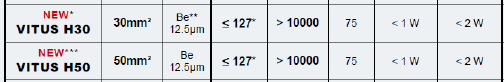 NEW*
VITUS H30 30mm² Be** 12.5µm ≤ 127* > 10000 75 < 1 W < 2 W
NEW***
VITUS H50 50mm² Be 12.5µm ≤ 127* > 10000 75 < 1 W < 2 W